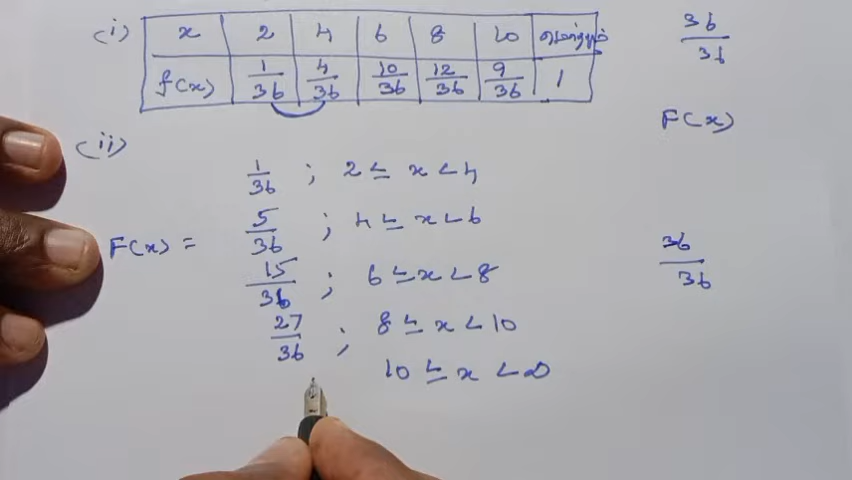 (i) x 2 4 6 8 10 மொத்தம்
f(x) 1/36 4/36 10/36 12/36 9/36 1
36/36
F(x)
(ii)
F(x) =
1/36 ; 2 ≤ x < 4
5/36 ; 4 ≤ x < 6
15/36 ; 6 ≤ x < 8
27/36 ; 8 ≤ x < 10
10 ≤ x < ∞
36/36